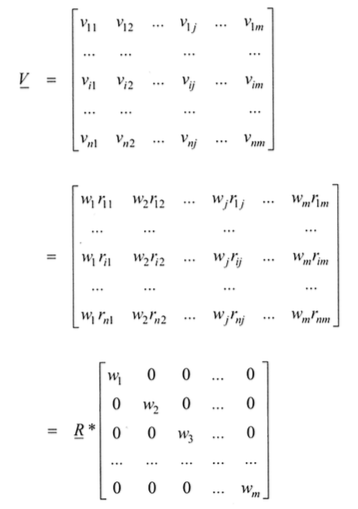 v₁₁ v₁₂ ... v₁ⱼ ... v₁ₘ
... ... ... ...
V = vᵢ₁ vᵢ₂ ... vᵢⱼ ... vᵢₘ
... ... ... ...
vₙ₁ vₙ₂ ... vₙⱼ ... vₙₘ
w₁r₁₁ w₂r₁₂ ... wⱼr₁ⱼ ... wₘr₁ₘ
... ... ... ...
= w₁rᵢ₁ w₂rᵢ₂ ... wⱼrᵢⱼ ... wₘrᵢₘ
... ... ... ...
w₁rₙ₁ w₂rₙ₂ ... wⱼrₙⱼ ... wₘrₙₘ
w₁ 0 0 ... 0
0 w₂ 0 ... 0
= R * 0 0 w₃ ... 0
... ... ... ... ...
0 0 0 ... wₘ